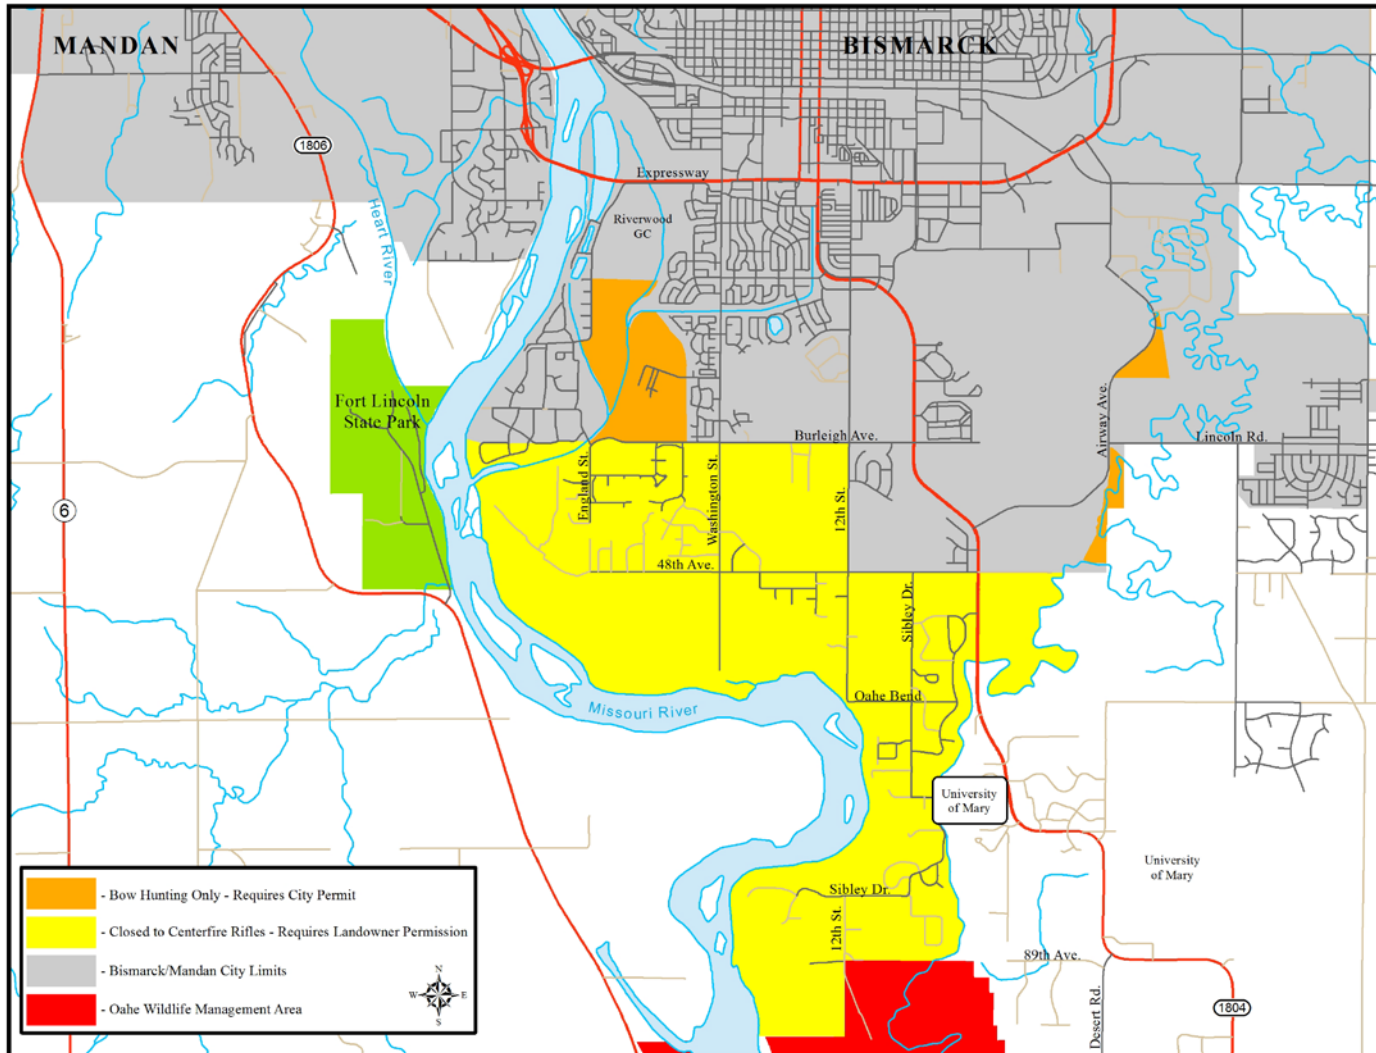 MANDAN
BISMARCK
1806
Expressway
Heart River
Riverwood
GC
Fort Lincoln
State Park
Airway Ave.
Burleigh Ave.
Lincoln Rd.
England St.
Washington St.
12th St.
6
48th Ave.
Sibley Dr.
Oahe Bend
Missouri River
University
of Mary
University
of Mary
Sibley Dr.
12th St.
89th Ave.
Desert Rd.
1804
- Bow Hunting Only - Requires City Permit
- Closed to Centerfire Rifles - Requires Landowner Permission
- Bismarck/Mandan City Limits
- Oahe Wildlife Management Area
N
W
E
S